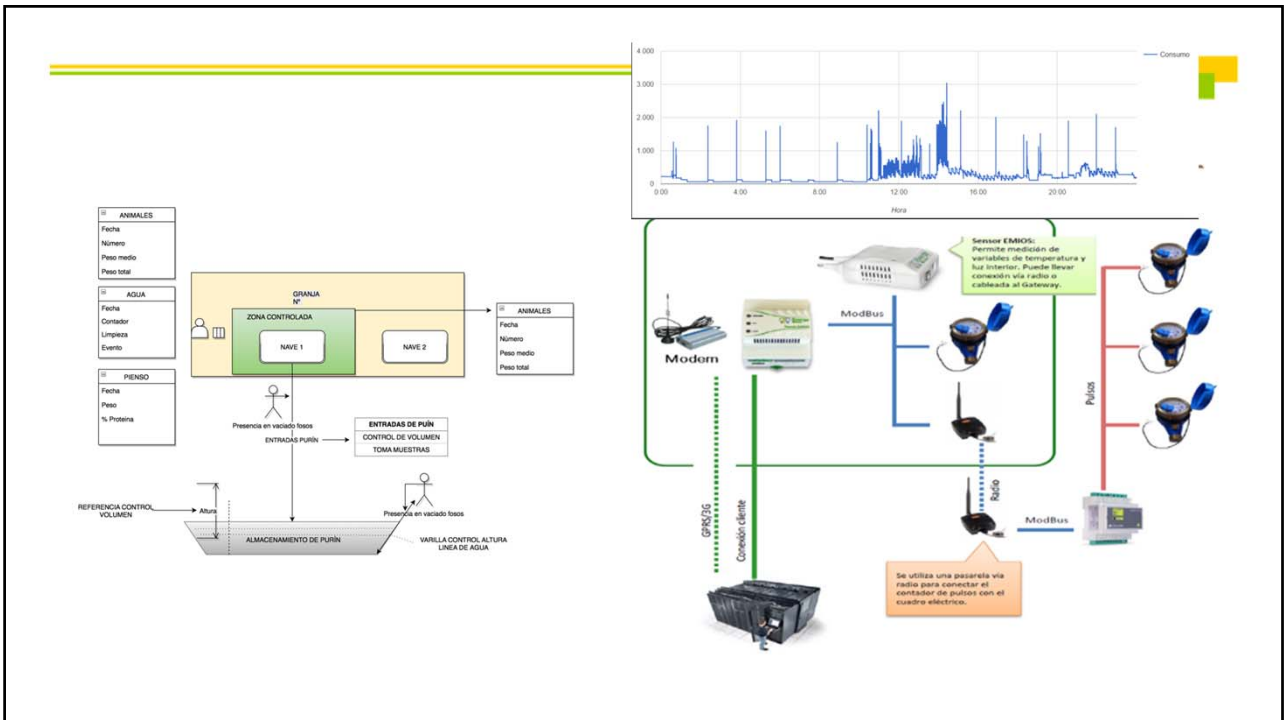 4.000
3.000
2.000
1.000
0
0:00
4:00
8:00
12:00
16:00
20:00
Hora
Consumo
ANIMALES
Fecha
Número
Peso medio
Peso total
AGUA
Fecha
Contador
Limpieza
Evento
PIENSO
Fecha
Peso
% Proteina
GRANJA
Nº
ZONA CONTROLADA
NAVE 1
NAVE 2
ANIMALES
Fecha
Número
Peso medio
Peso total
Presencia en vaciado fosos
ENTRADAS PURÍN
ENTRADAS DE PUÍN
CONTROL DE VOLUMEN
TOMA MUESTRAS
REFERENCIA CONTROL
VOLUMEN
Altura
Presencia en vaciado fosos
ALMACENAMIENTO DE PURÍN
VARILLA CONTROL ALTURA
LINEA DE AGUA
Sensor EMIOS:
Permite medición de
variables de temperatura y
luz interior. Puede llevar
conexión vía radio o
cableada al Gateway.
Modem
ModBus
Pulsos
GPRS/3G
Conexión cliente
Radio
ModBus
Se utiliza una pasarela vía
radio para conectar el
contador de pulsos con el
cuadro eléctrico.